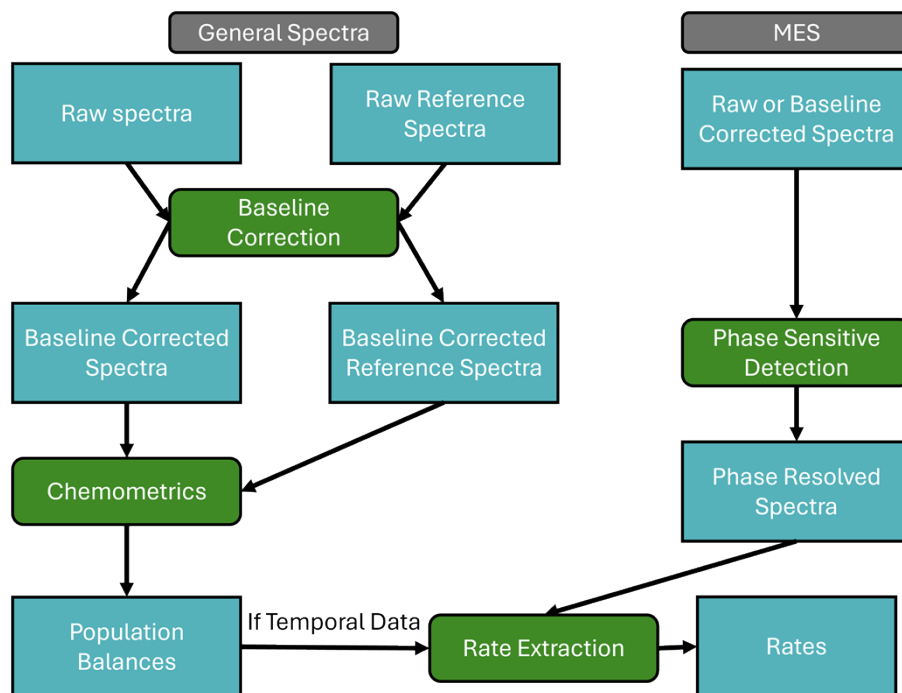 General Spectra
MES
Raw spectra
Raw Reference
Spectra
Raw or Baseline
Corrected Spectra
Baseline
Correction
Baseline Corrected
Spectra
Baseline Corrected
Reference Spectra
Phase Sensitive
Detection
Chemometrics
Phase Resolved
Spectra
Population
Balances
If Temporal Data
Rate Extraction
Rates